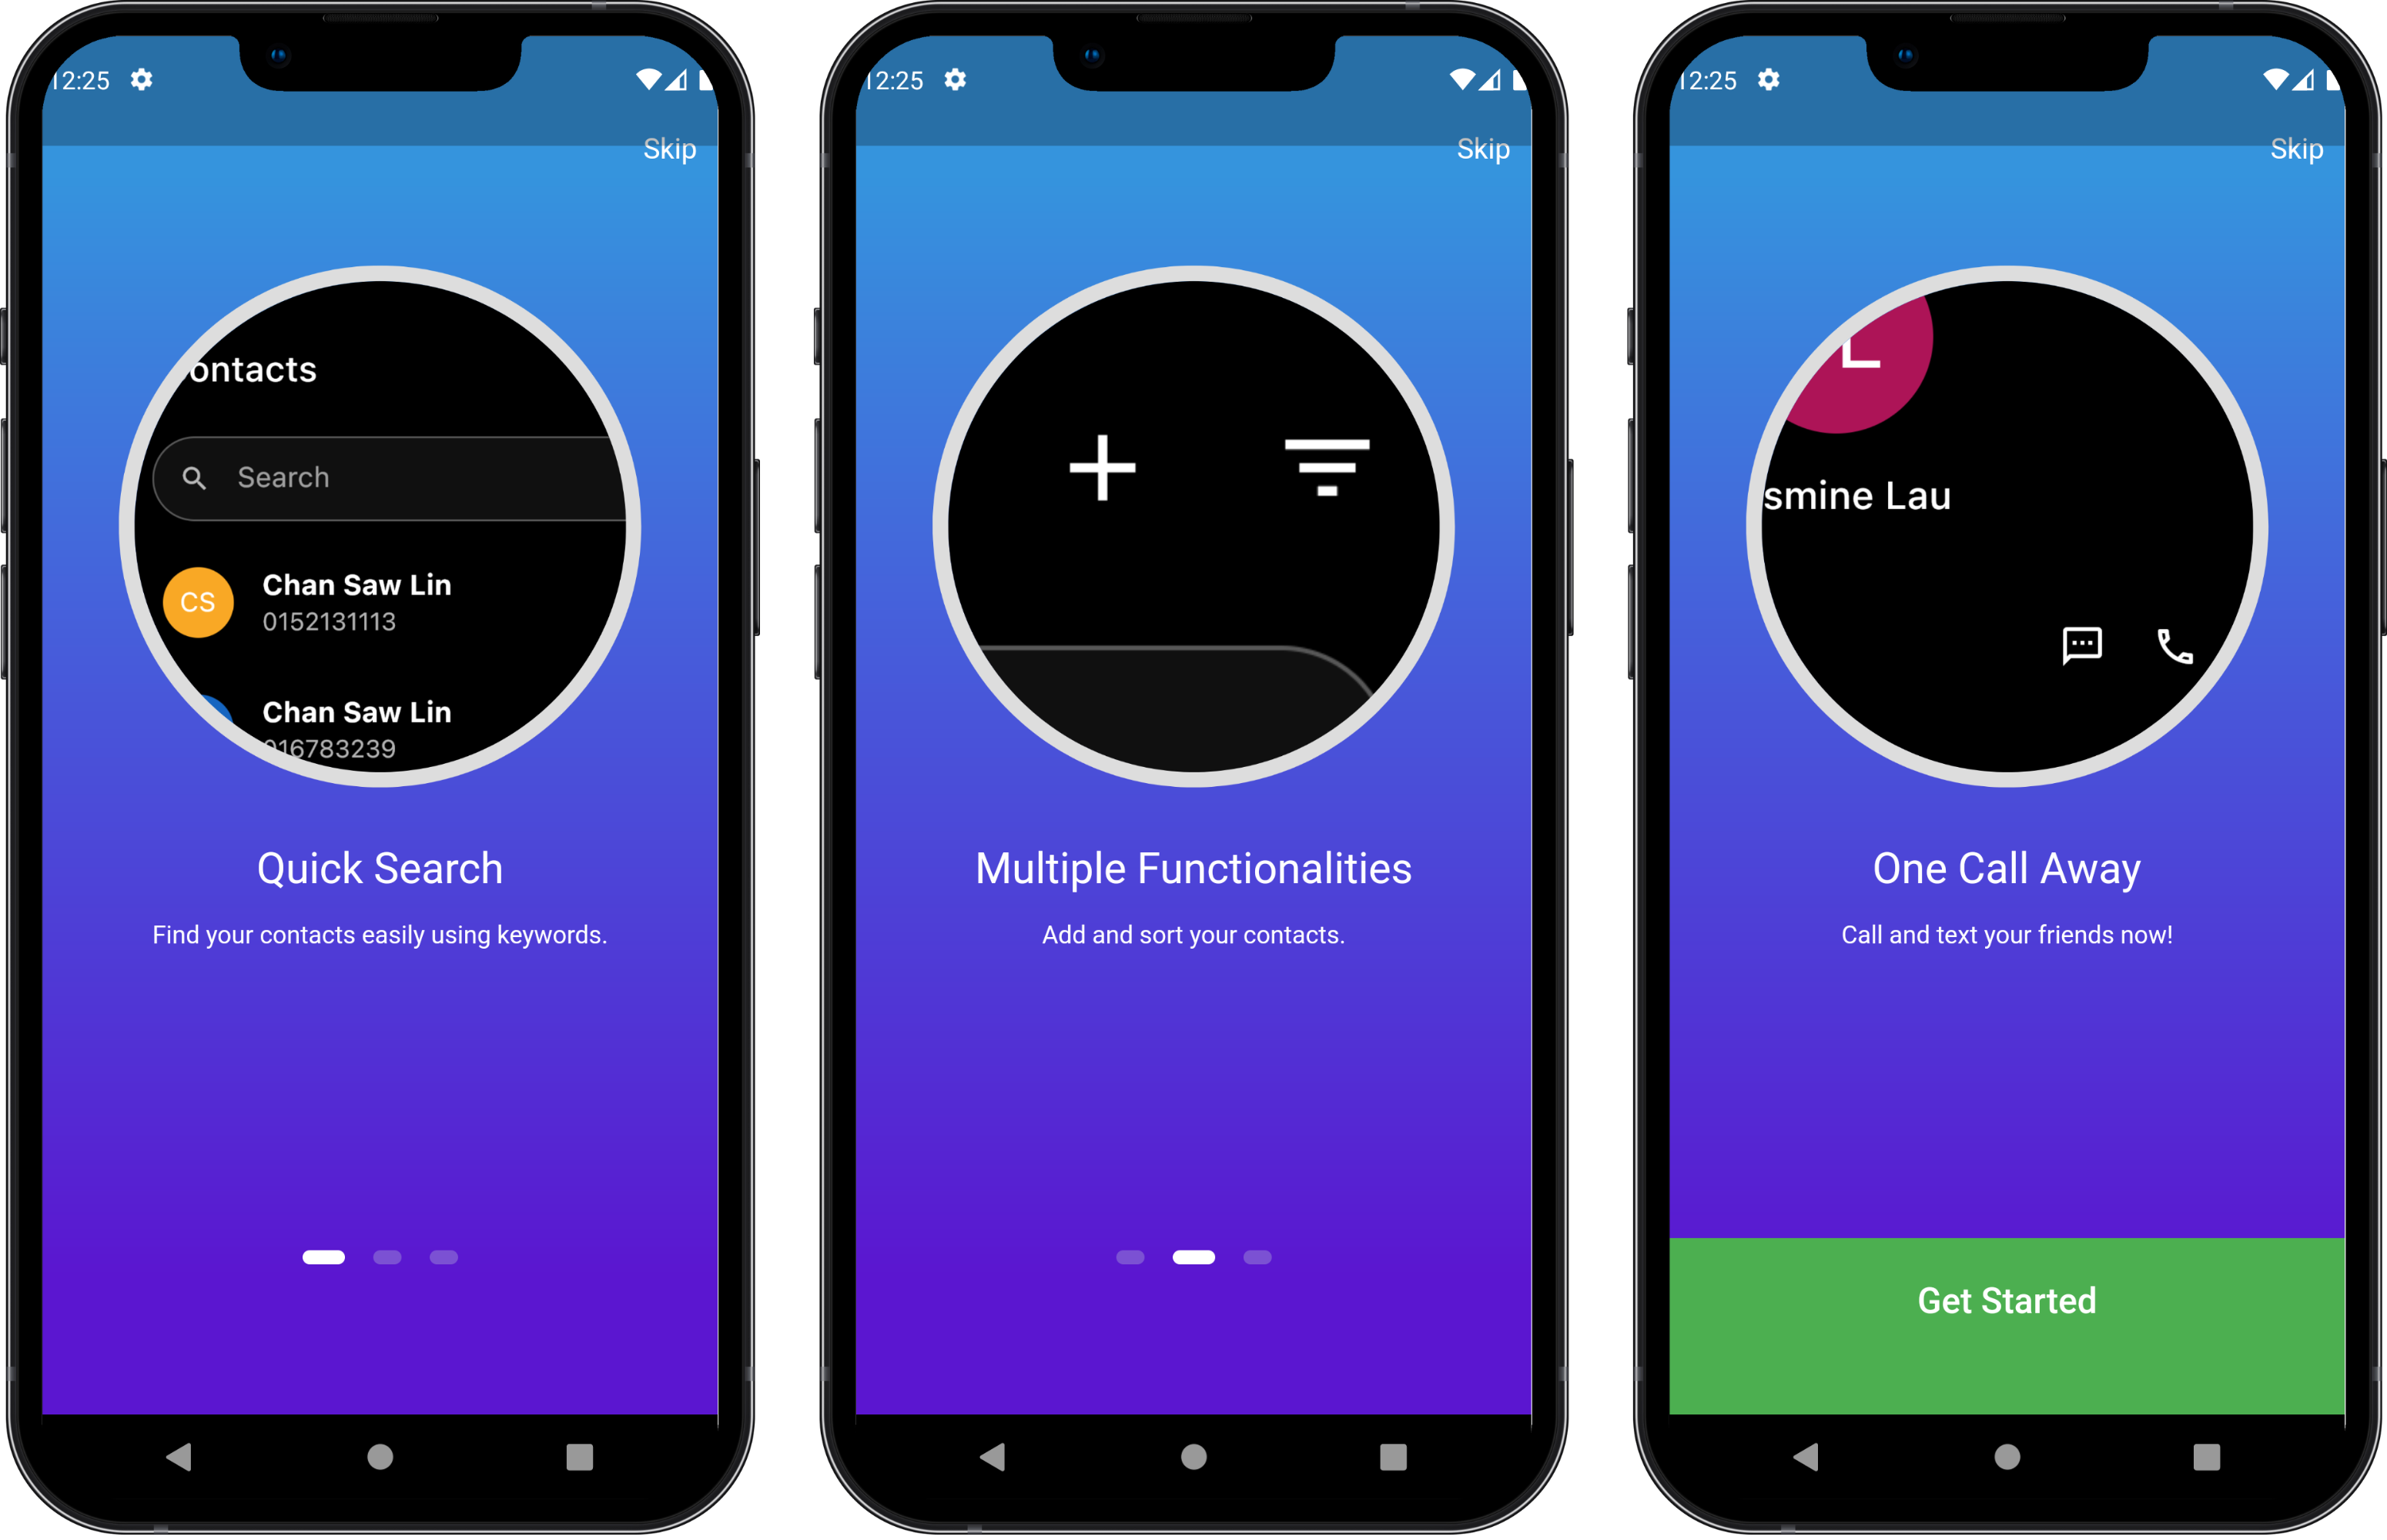 12:25
Skip
ontacts
Search
CS
Chan Saw Lin
0152131113
Chan Saw Lin
016783239
Quick Search
Find your contacts easily using keywords.
12:25
Skip
Multiple Functionalities
Add and sort your contacts.
12:25
Skip
L
smine Lau
One Call Away
Call and text your friends now!
Get Started